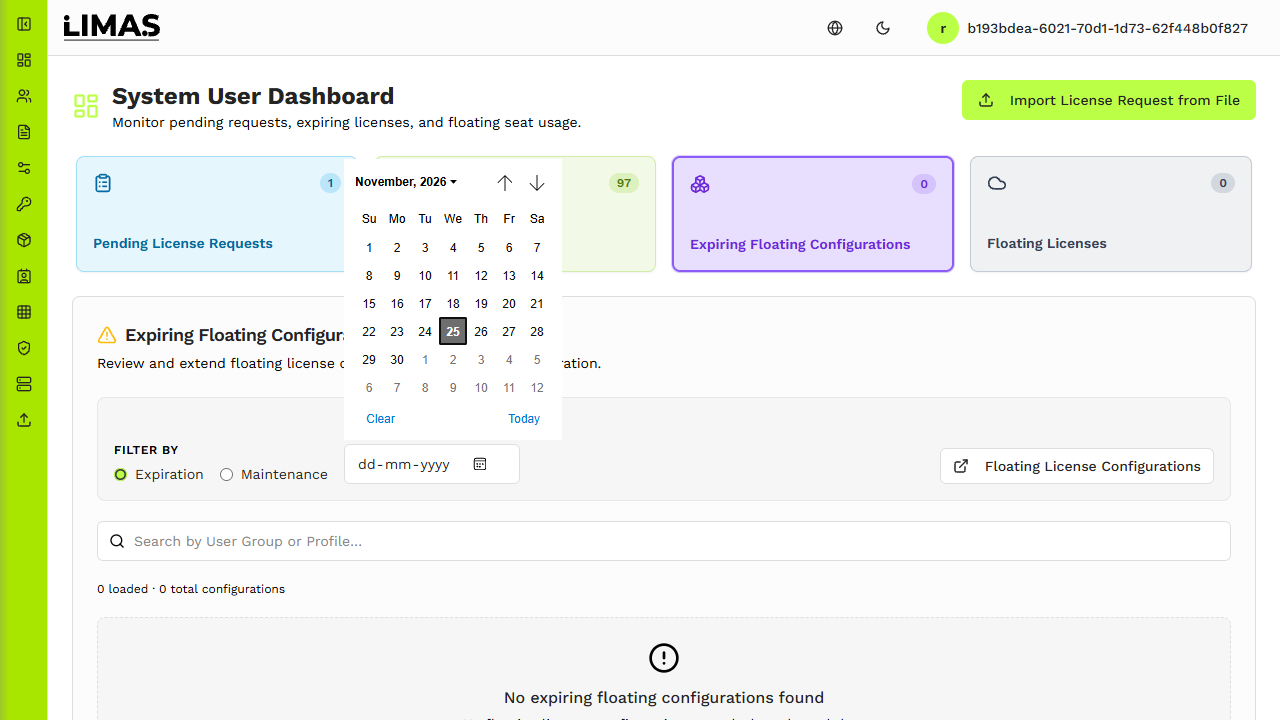 LIMAS
r
b193bdea-6021-70d1-1d73-62f448b0f827
System User Dashboard
Monitor pending requests, expiring licenses, and floating seat usage.
Import License Request from File
1
Pending License Requests
97
0
Expiring Floating Configurations
0
Floating Licenses
November, 2026
Su Mo Tu We Th Fr Sa
1 2 3 4 5 6 7
8 9 10 11 12 13 14
15 16 17 18 19 20 21
22 23 24 25 26 27 28
29 30 1 2 3 4 5
6 7 8 9 10 11 12
Clear Today
Expiring Floating
Review and extend floating license
FILTER BY
Expiration Maintenance
dd-mm-yyyy
Floating License Configurations
Search by User Group or Profile...
0 loaded · 0 total configurations
No expiring floating configurations found